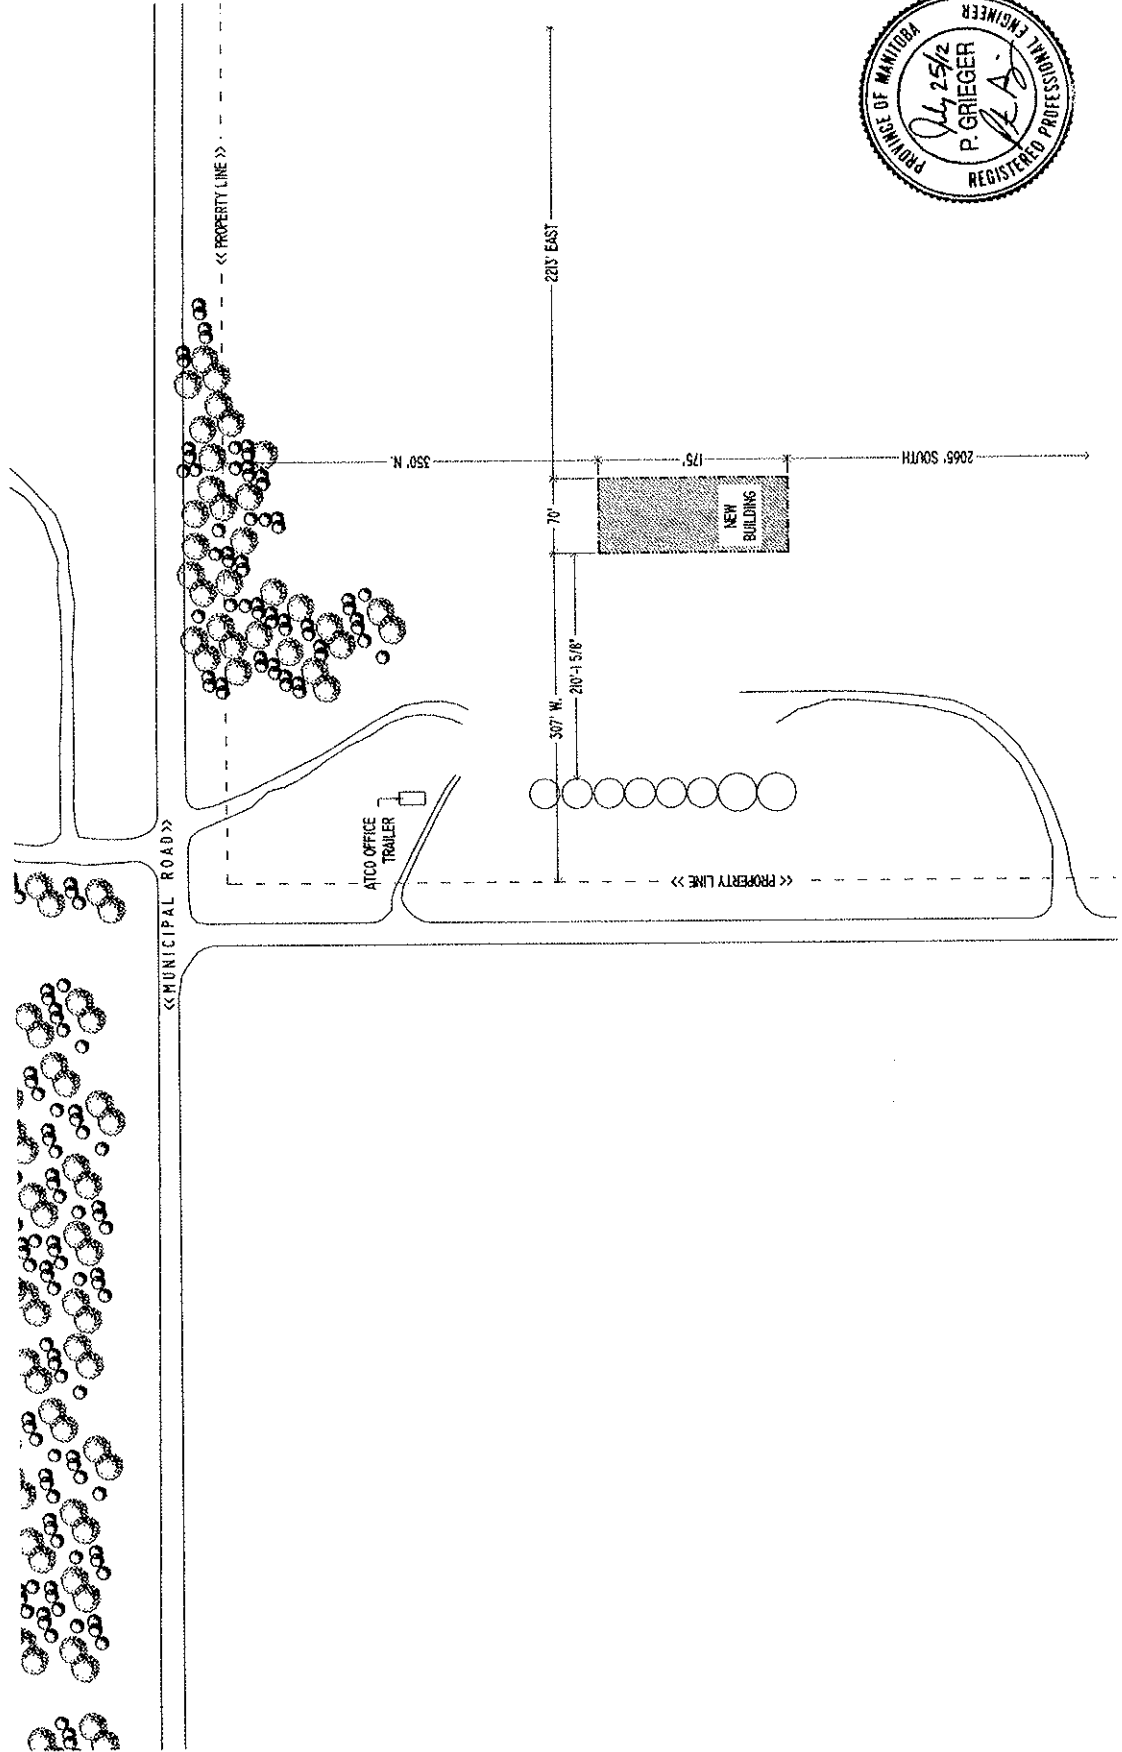 PROVINCE OF MANITOBA
July 25/12
P. GRIEGER
REGISTERED PROFESSIONAL ENGINEER
<< PROPERTY LINE >>
2213' EAST
350' N.
175'
2065' SOUTH
70'
NEW
BUILDING
307' W.
210'-1 5/8"
ATCO OFFICE
TRAILER
<<MUNICIPAL ROAD>>
<< PROPERTY LINE >>